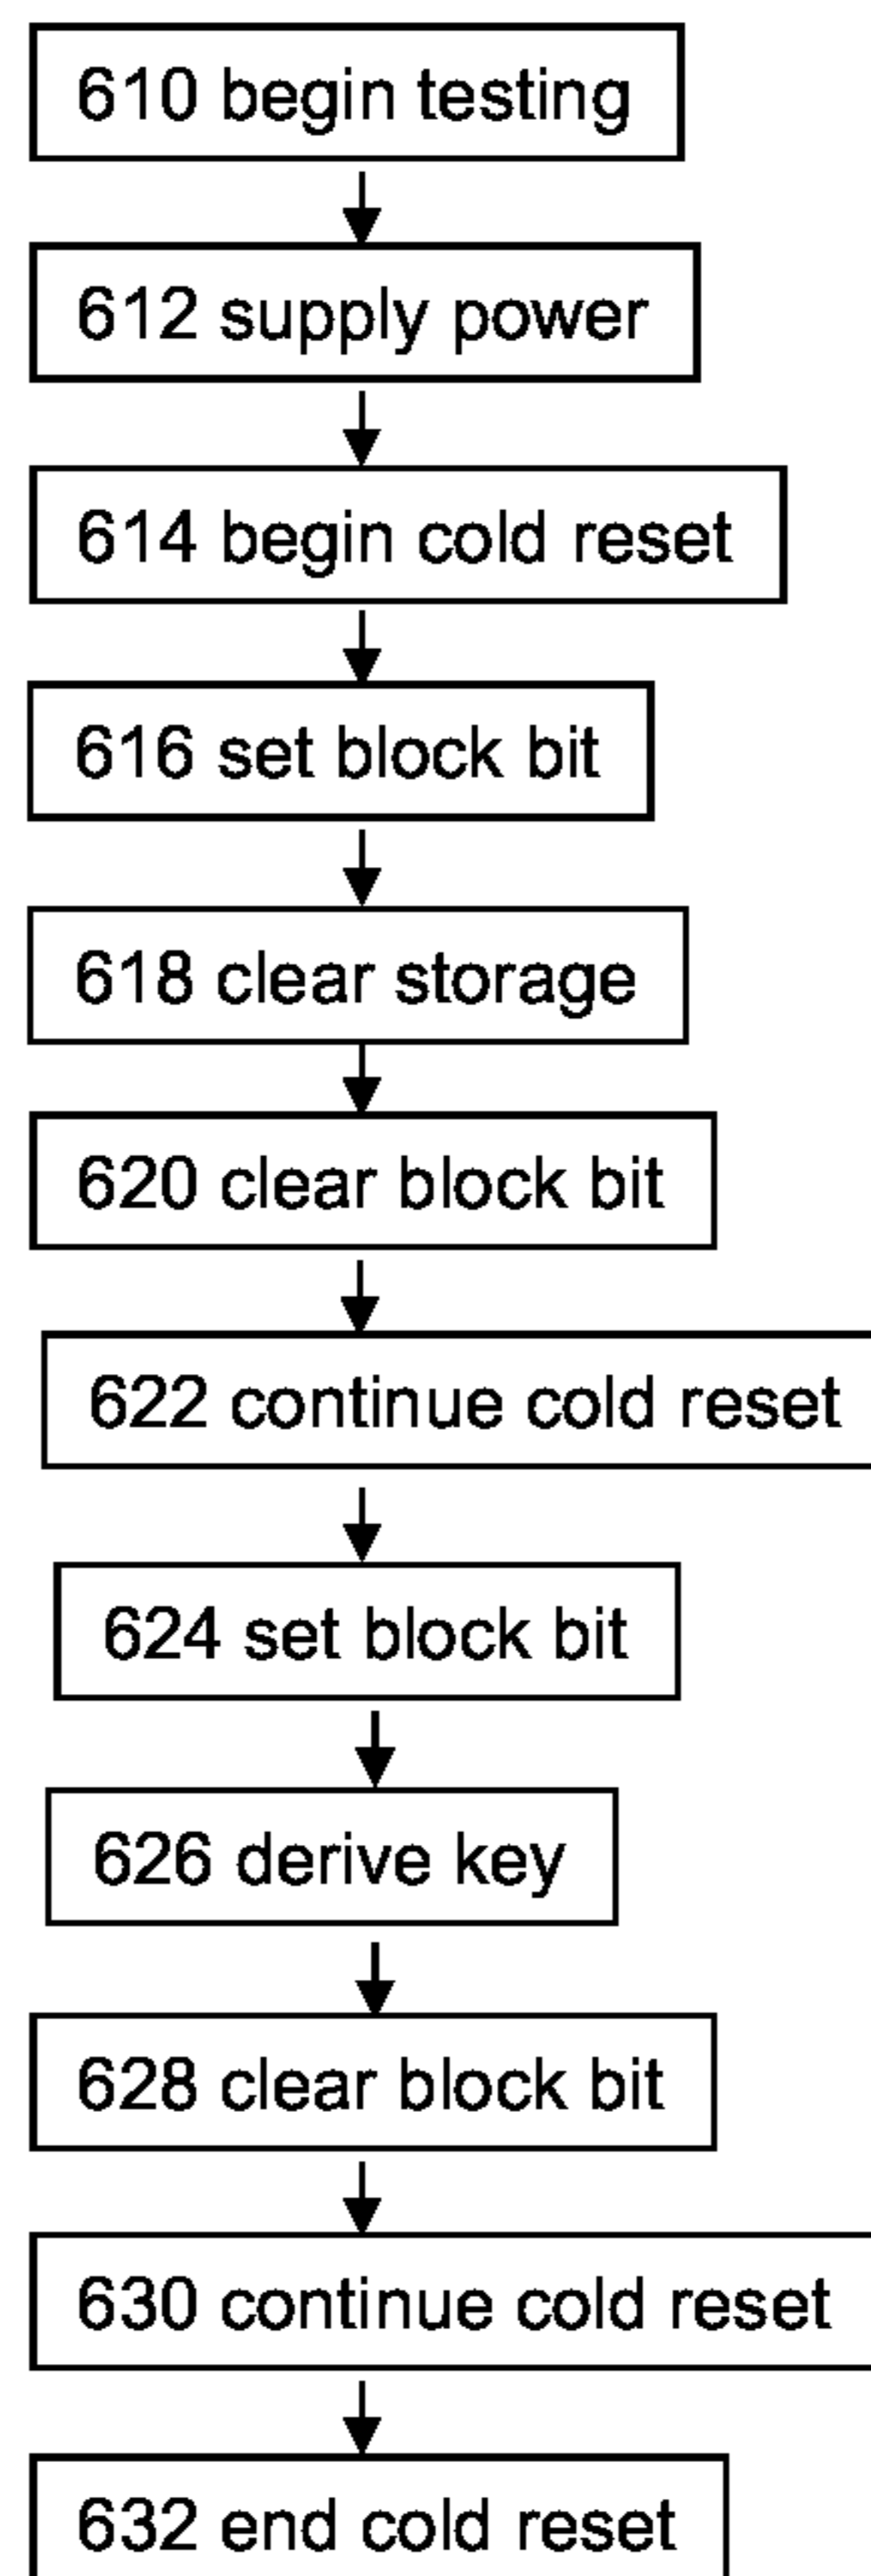 610 begin testing
612 supply power
614 begin cold reset
616 set block bit
618 clear storage
620 clear block bit
622 continue cold reset
624 set block bit
626 derive key
628 clear block bit
630 continue cold reset
632 end cold reset